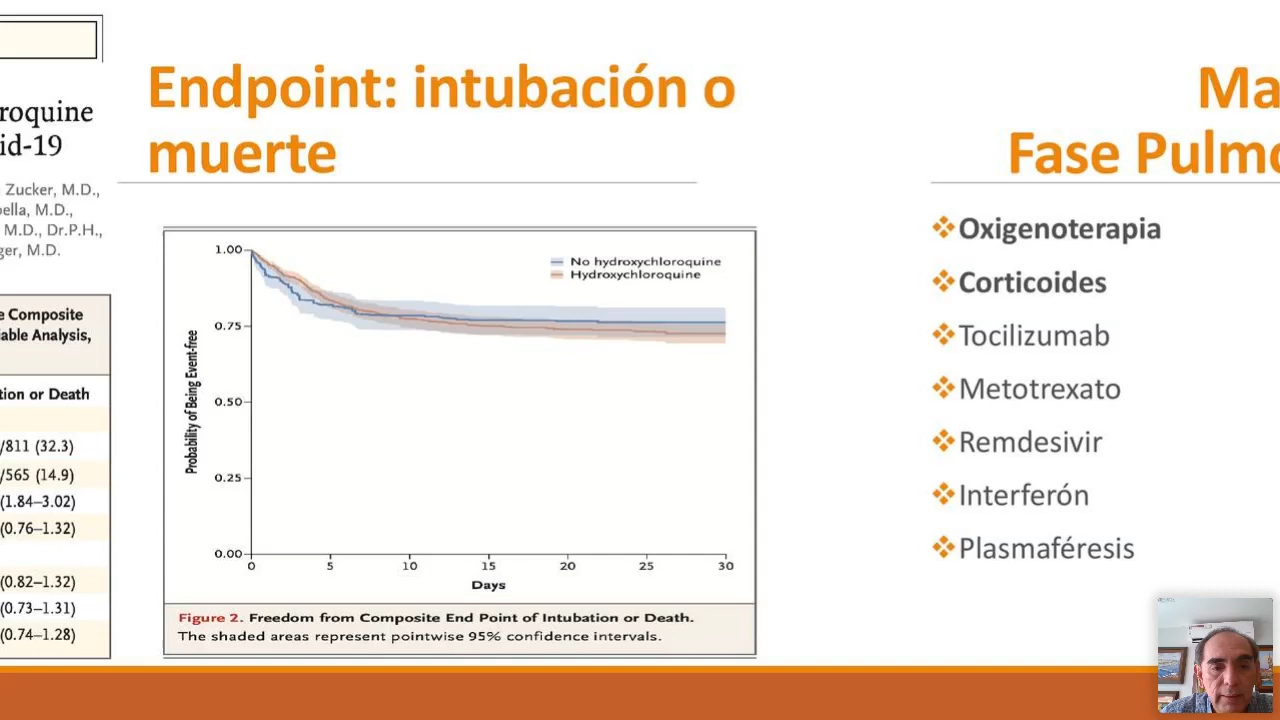 roquine
id-19
Zucker, M.D.,
bella, M.D.,
M.D., Dr.P.H.,
ger, M.D.
e Composite
iable Analysis,
tion or Death
/811 (32.3)
/565 (14.9)
(1.84–3.02)
(0.76–1.32)
(0.82–1.32)
(0.73–1.31)
(0.74–1.28)
Endpoint: intubación o
muerte
No hydroxychloroquine
Hydroxychloroquine
Probability of Being Event-free
1.00
0.75
0.50
0.25
0.00
0 5 10 15 20 25 30
Days
Figure 2. Freedom from Composite End Point of Intubation or Death.
The shaded areas represent pointwise 95% confidence intervals.
Ma
Fase Pulmo
Oxigenoterapia
Corticoides
Tocilizumab
Metotrexato
Remdesivir
Interferón
Plasmaféresis